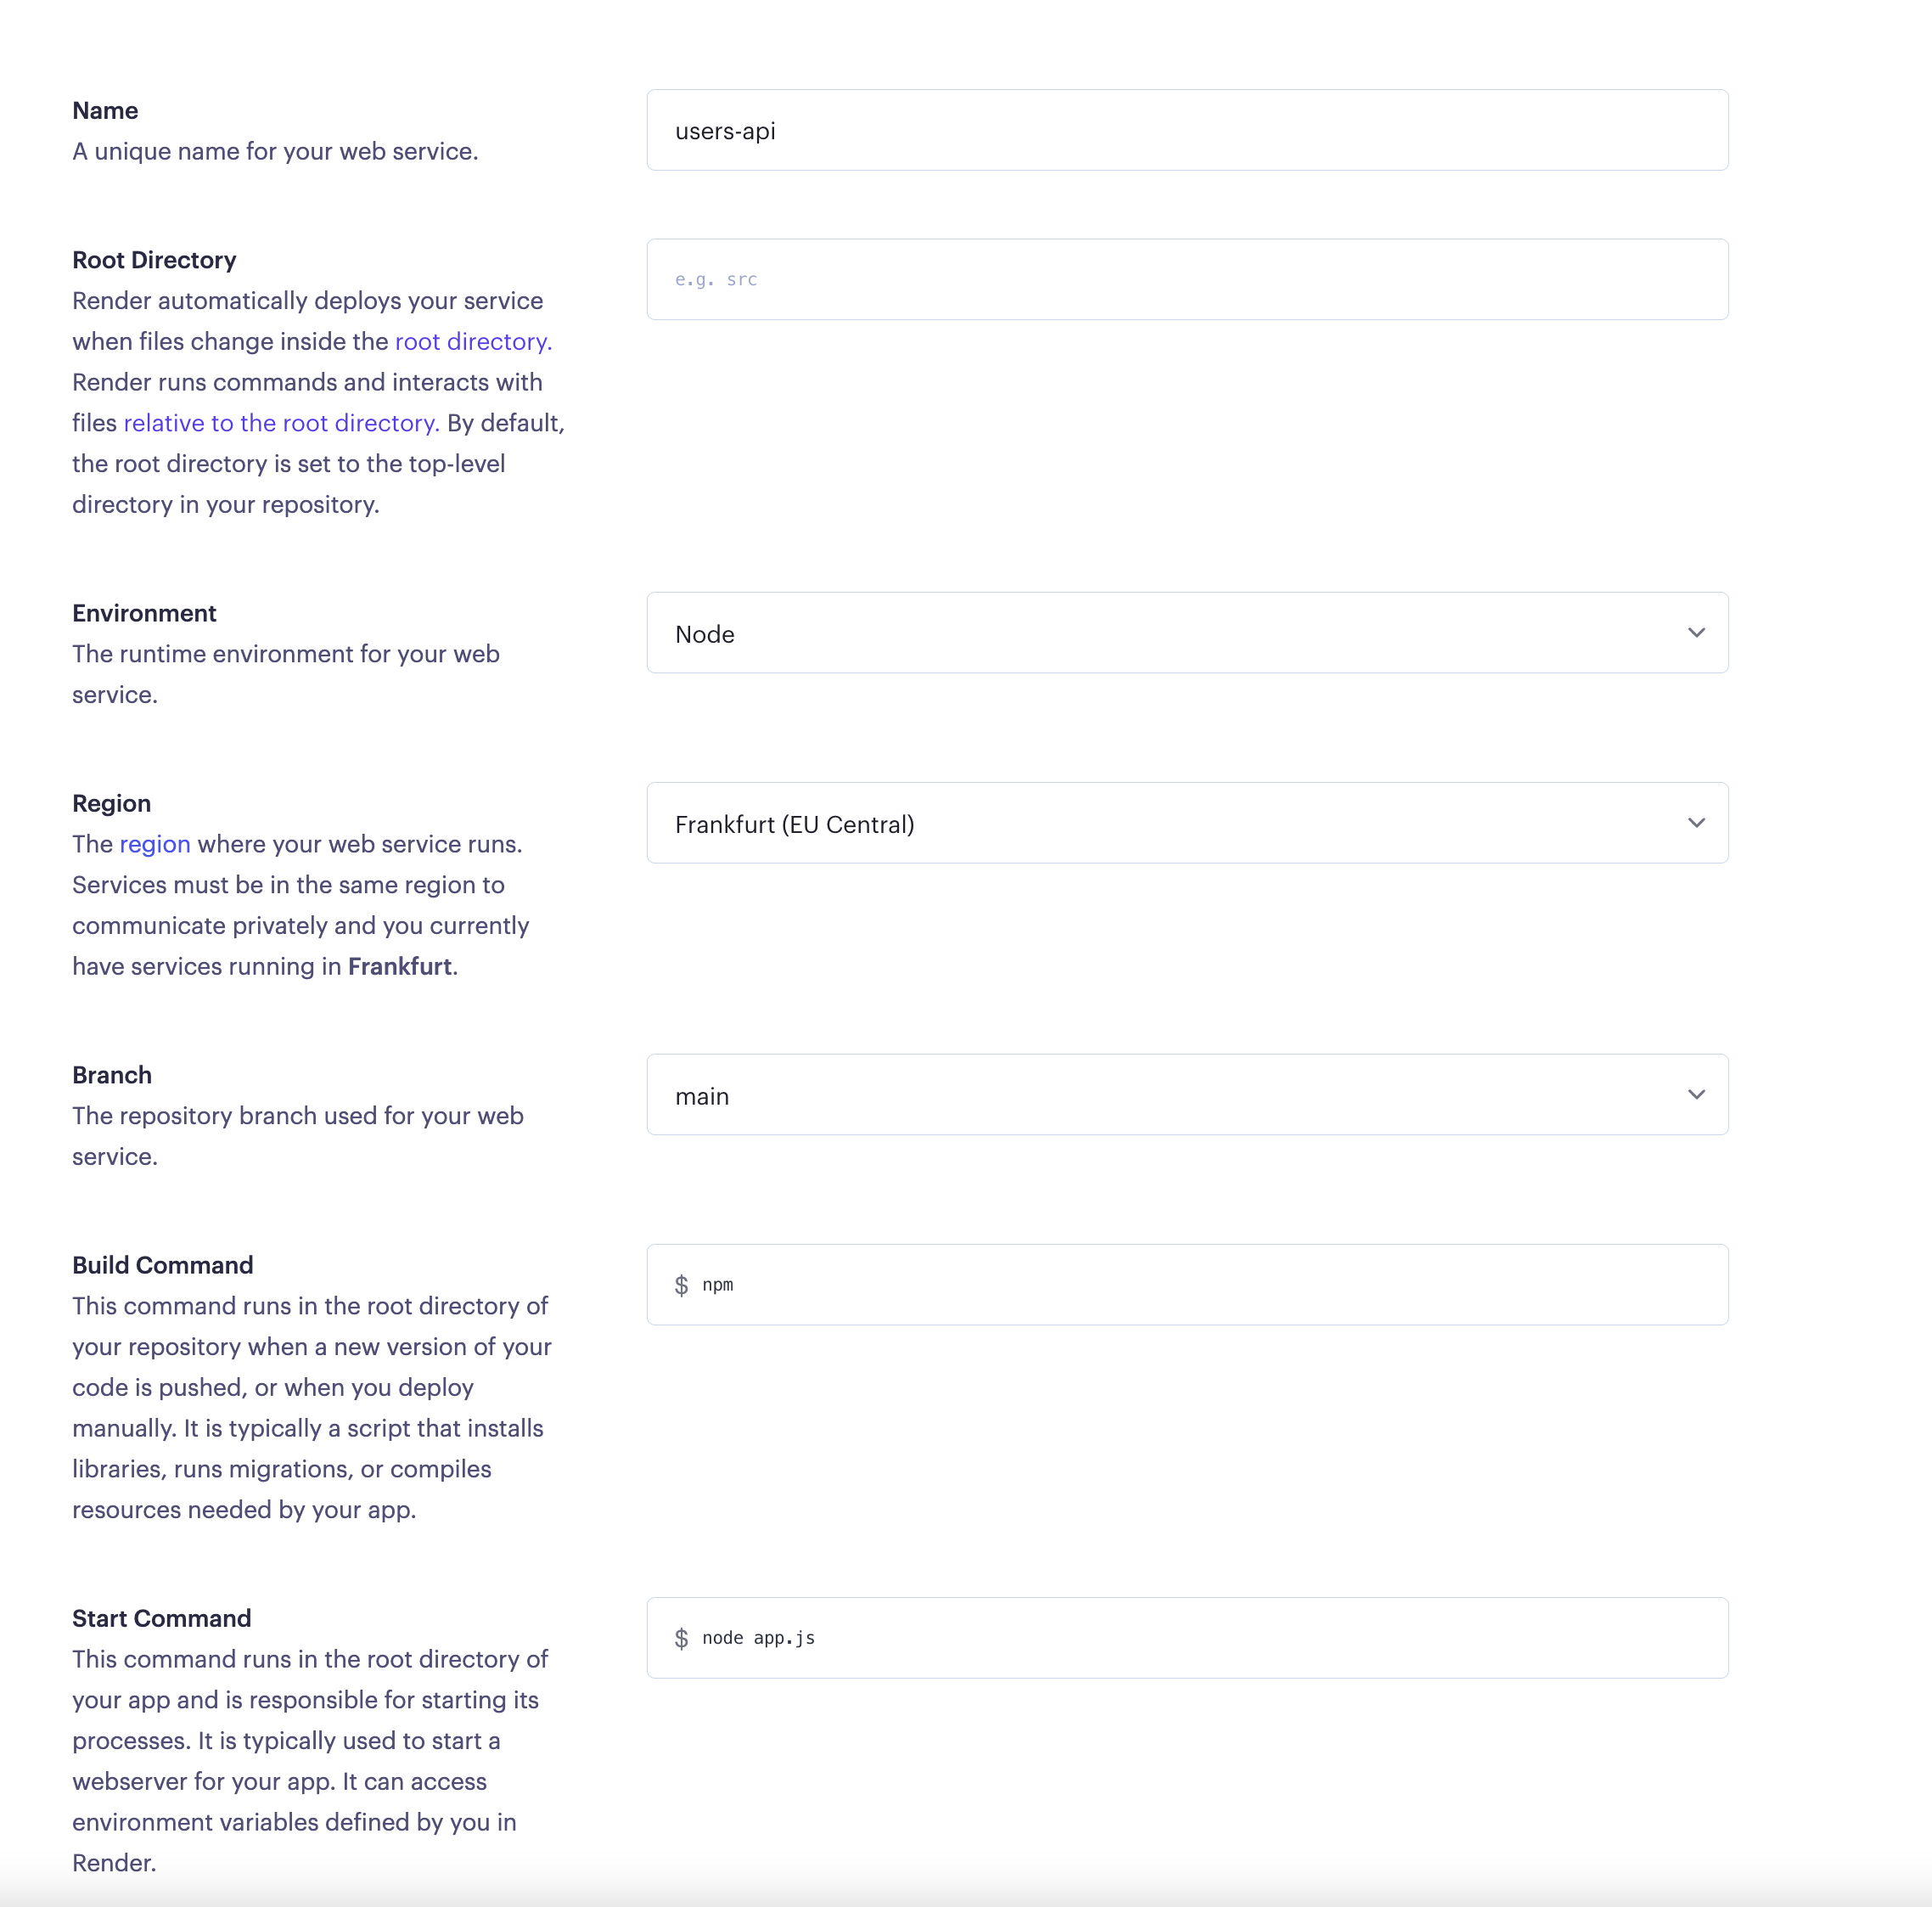 Name
A unique name for your web service.
users-api
Root Directory
Render automatically deploys your service
when files change inside the root directory.
Render runs commands and interacts with
files relative to the root directory. By default,
the root directory is set to the top-level
directory in your repository.
e.g. src
Environment
The runtime environment for your web
service.
Node
Region
The region where your web service runs.
Services must be in the same region to
communicate privately and you currently
have services running in Frankfurt.
Frankfurt (EU Central)
Branch
The repository branch used for your web
service.
main
Build Command
This command runs in the root directory of
your repository when a new version of your
code is pushed, or when you deploy
manually. It is typically a script that installs
libraries, runs migrations, or compiles
resources needed by your app.
$ npm
Start Command
This command runs in the root directory of
your app and is responsible for starting its
processes. It is typically used to start a
webserver for your app. It can access
environment variables defined by you in
Render.
$ node app.js